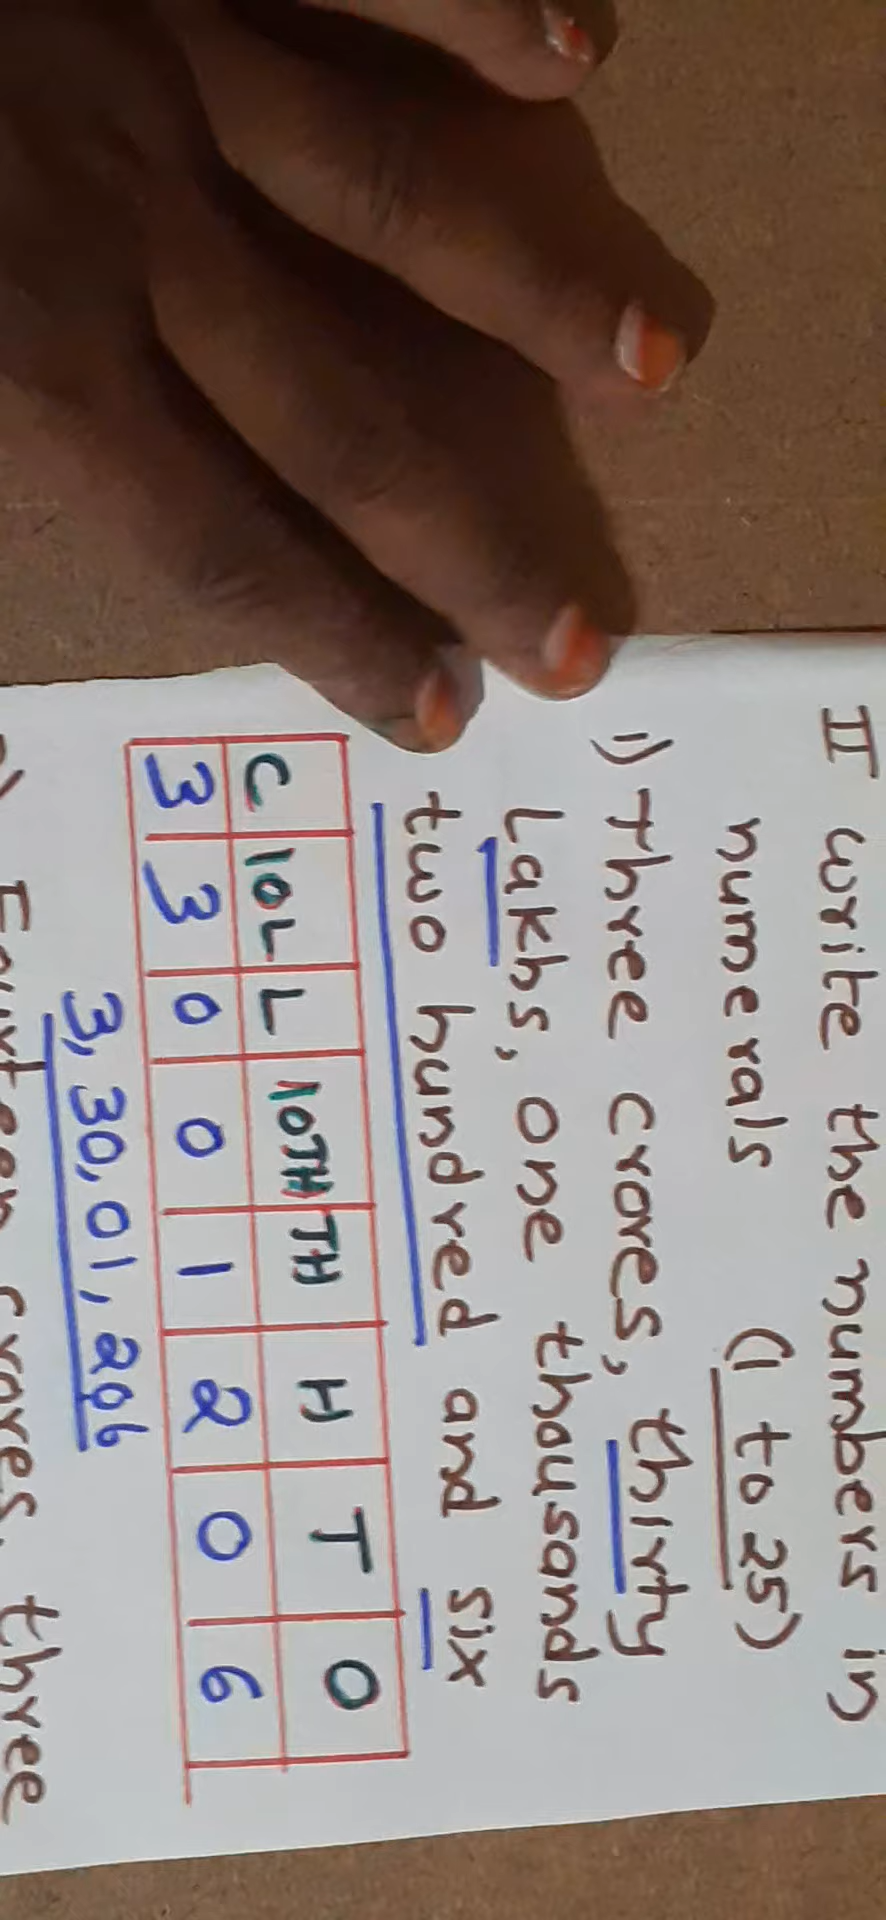 II write the numbers in
numerals (1 to 25)
1) Three crores, thirty
Lakhs, one thousands
two hundred and six
C 10L L 10TH TH H T O
3 3 0 0 1 2 0 6
3,30,01,206
crores, three